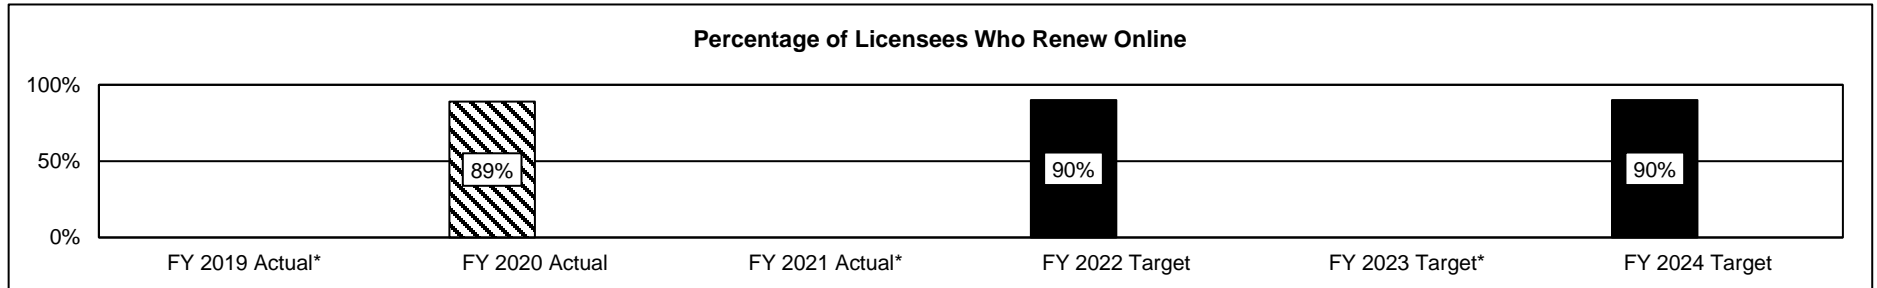 Percentage of Licensees Who Renew Online
100%
50%
0%
89%
90%
90%
FY 2019 Actual*
FY 2020 Actual
FY 2021 Actual*
FY 2022 Target
FY 2023 Target*
FY 2024 Target